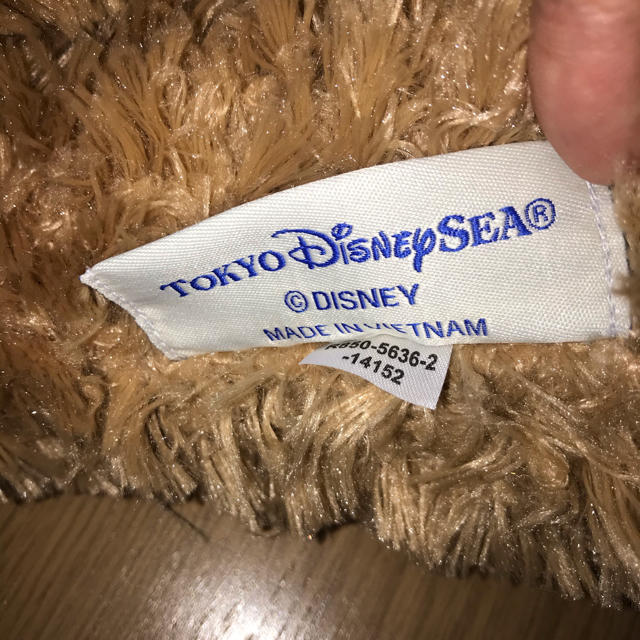 TOKYO DISNEYSEA®
© DISNEY
MADE IN VIETNAM
-5636-2
-14152